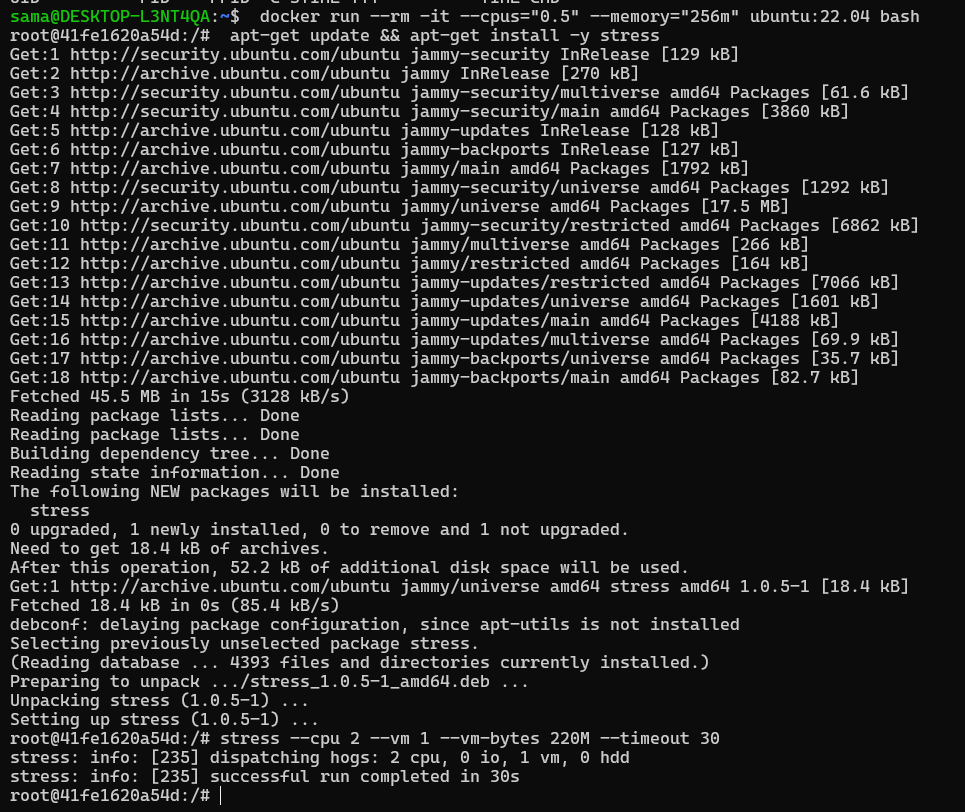 sama@DESKTOP-L3NT4QA:~$  docker run --rm -it --cpus="0.5" --memory="256m" ubuntu:22.04 bash
root@41fe1620a54d:/#  apt-get update && apt-get install -y stress
Get:1 http://security.ubuntu.com/ubuntu jammy-security InRelease [129 kB]
Get:2 http://archive.ubuntu.com/ubuntu jammy InRelease [270 kB]
Get:3 http://security.ubuntu.com/ubuntu jammy-security/multiverse amd64 Packages [61.6 kB]
Get:4 http://security.ubuntu.com/ubuntu jammy-security/main amd64 Packages [3860 kB]
Get:5 http://archive.ubuntu.com/ubuntu jammy-updates InRelease [128 kB]
Get:6 http://archive.ubuntu.com/ubuntu jammy-backports InRelease [127 kB]
Get:7 http://archive.ubuntu.com/ubuntu jammy/main amd64 Packages [1792 kB]
Get:8 http://security.ubuntu.com/ubuntu jammy-security/universe amd64 Packages [1292 kB]
Get:9 http://archive.ubuntu.com/ubuntu jammy/universe amd64 Packages [17.5 MB]
Get:10 http://security.ubuntu.com/ubuntu jammy-security/restricted amd64 Packages [6862 kB]
Get:11 http://archive.ubuntu.com/ubuntu jammy/multiverse amd64 Packages [266 kB]
Get:12 http://archive.ubuntu.com/ubuntu jammy/restricted amd64 Packages [164 kB]
Get:13 http://archive.ubuntu.com/ubuntu jammy-updates/restricted amd64 Packages [7066 kB]
Get:14 http://archive.ubuntu.com/ubuntu jammy-updates/universe amd64 Packages [1601 kB]
Get:15 http://archive.ubuntu.com/ubuntu jammy-updates/main amd64 Packages [4188 kB]
Get:16 http://archive.ubuntu.com/ubuntu jammy-updates/multiverse amd64 Packages [69.9 kB]
Get:17 http://archive.ubuntu.com/ubuntu jammy-backports/universe amd64 Packages [35.7 kB]
Get:18 http://archive.ubuntu.com/ubuntu jammy-backports/main amd64 Packages [82.7 kB]
Fetched 45.5 MB in 15s (3128 kB/s)
Reading package lists... Done
Reading package lists... Done
Building dependency tree... Done
Reading state information... Done
The following NEW packages will be installed:
  stress
0 upgraded, 1 newly installed, 0 to remove and 1 not upgraded.
Need to get 18.4 kB of archives.
After this operation, 52.2 kB of additional disk space will be used.
Get:1 http://archive.ubuntu.com/ubuntu jammy/universe amd64 stress amd64 1.0.5-1 [18.4 kB]
Fetched 18.4 kB in 0s (85.4 kB/s)
debconf: delaying package configuration, since apt-utils is not installed
Selecting previously unselected package stress.
(Reading database ... 4393 files and directories currently installed.)
Preparing to unpack .../stress_1.0.5-1_amd64.deb ...
Unpacking stress (1.0.5-1) ...
Setting up stress (1.0.5-1) ...
root@41fe1620a54d:/# stress --cpu 2 --vm 1 --vm-bytes 220M --timeout 30
stress: info: [235] dispatching hogs: 2 cpu, 0 io, 1 vm, 0 hdd
stress: info: [235] successful run completed in 30s
root@41fe1620a54d:/#